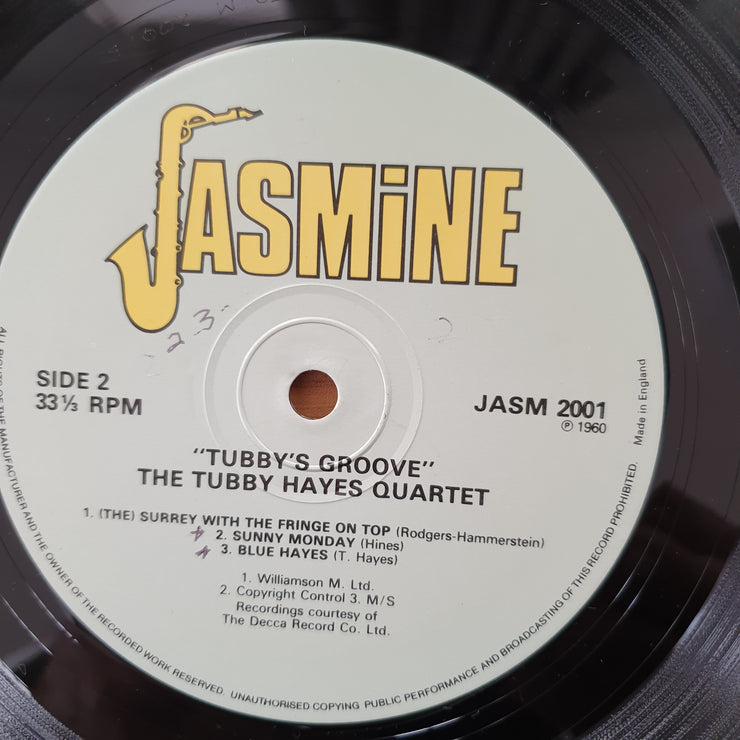 JASMiNE
2 3
SIDE 2
33⅓ RPM
JASM 2001
℗ 1960
Made in England
"TUBBY'S GROOVE"
THE TUBBY HAYES QUARTET
1. (THE) SURREY WITH THE FRINGE ON TOP (Rodgers-Hammerstein)
2. SUNNY MONDAY (Hines)
3. BLUE HAYES (T. Hayes)
1. Williamson M. Ltd.
2. Copyright Control 3. M/S
Recordings courtesy of
The Decca Record Co. Ltd.
ALL RIGHTS OF THE MANUFACTURER AND THE OWNER OF THE RECORDED WORK RESERVED. UNAUTHORISED COPYING PUBLIC PERFORMANCE AND BROADCASTING OF THIS RECORD PROHIBITED.